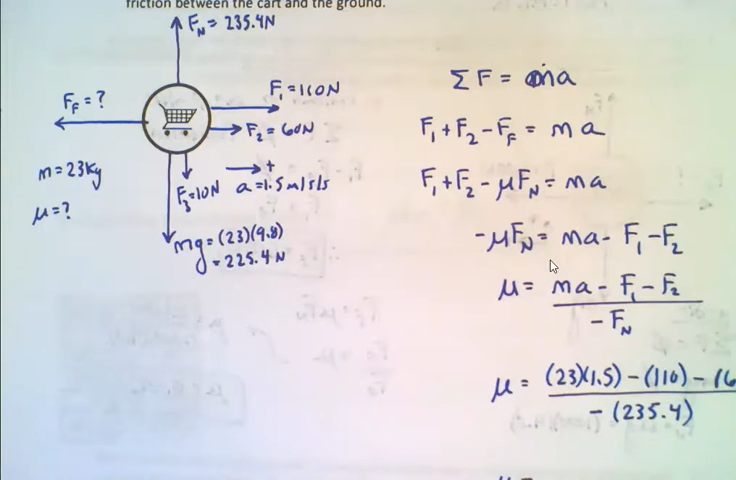 friction between the cart and the ground.
F_N = 235.4N
F_1 = 110N
F_F = ?
F_2 = 60N
m = 23kg
+
F_3 = 10N
a = 1.5 m/s/s
μ = ?
mg = (23)(9.8)
= 225.4 N
ΣF = ma
F_1 + F_2 - F_F = ma
F_1 + F_2 - μF_N = ma
-μF_N = ma - F_1 - F_2
μ = ma - F_1 - F_2
- F_N
μ = (23)(1.5) - (110) - (6
- (235.4)